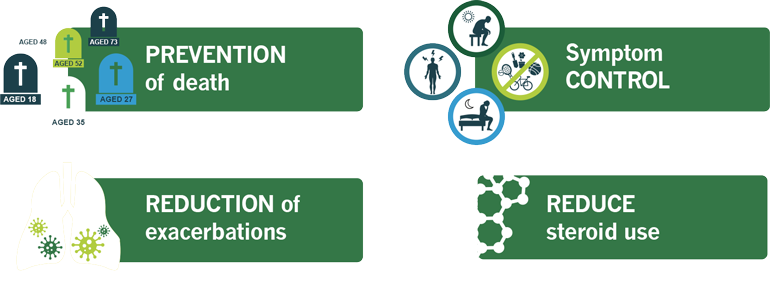 AGED 48
AGED 73
AGED 52
AGED 18
AGED 27
AGED 35
PREVENTION
of death
Symptom
CONTROL
REDUCTION of
exacerbations
REDUCE
steroid use